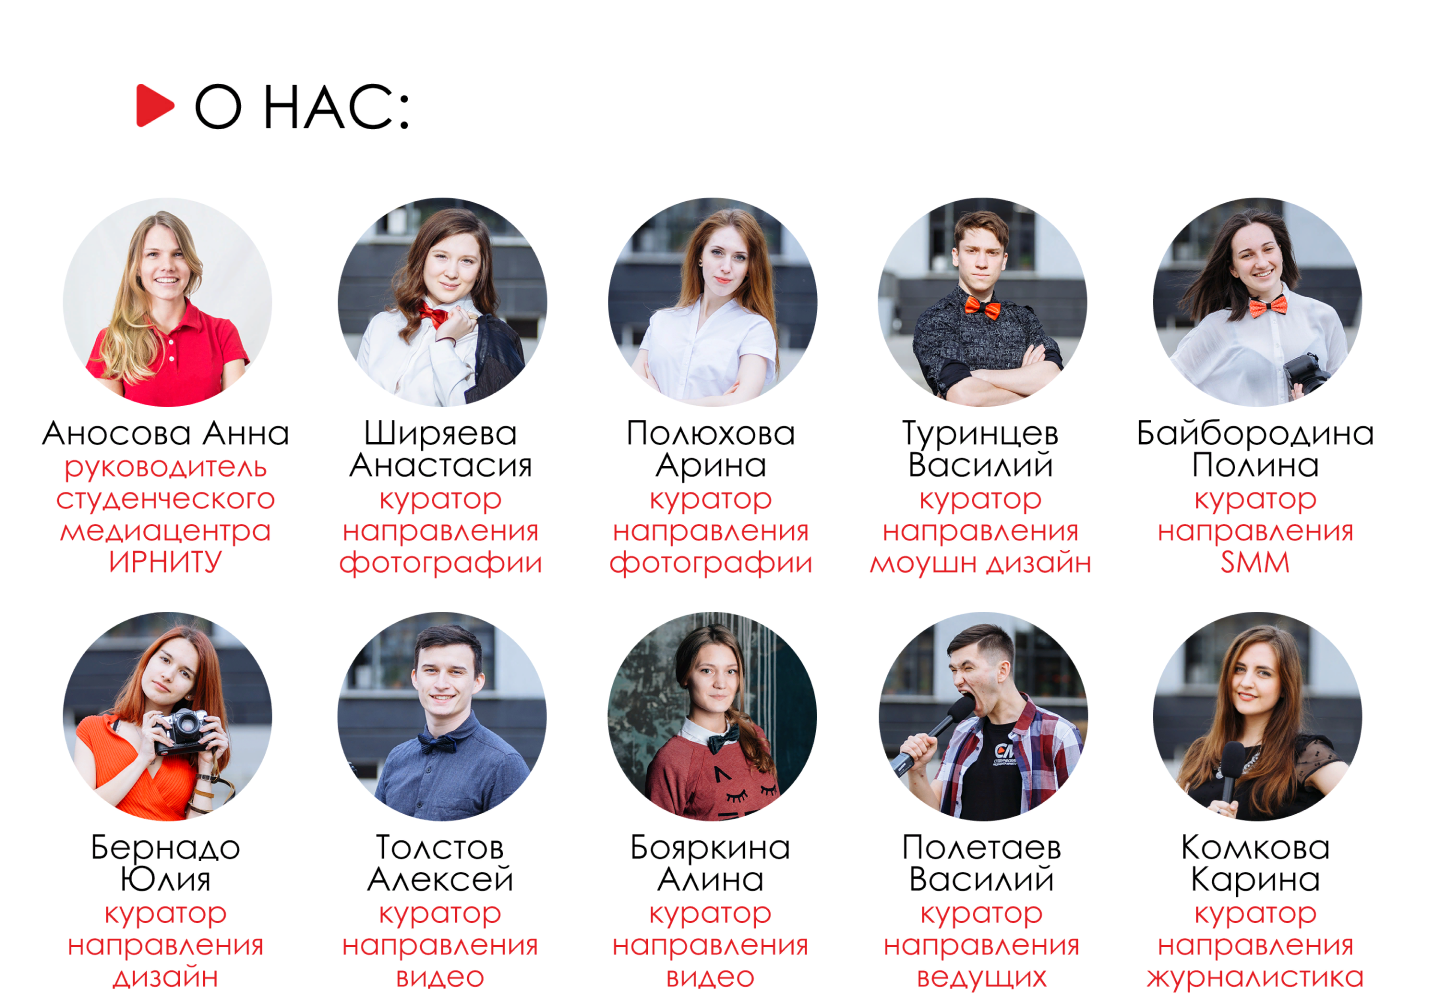 О НАС:
Аносова Анна
руководитель
студенческого
медиацентра
ИРНИТУ
Ширяева
Анастасия
куратор
направления
фотографии
Полюхова
Арина
куратор
направления
фотографии
Туринцев
Василий
куратор
направления
моушн дизайн
Байбородина
Полина
куратор
направления
SMM
Бернадо
Юлия
куратор
направления
дизайн
Толстов
Алексей
куратор
направления
видео
Бояркина
Алина
куратор
направления
видео
Полетаев
Василий
куратор
направления
ведущих
Комкова
Карина
куратор
направления
журналистика